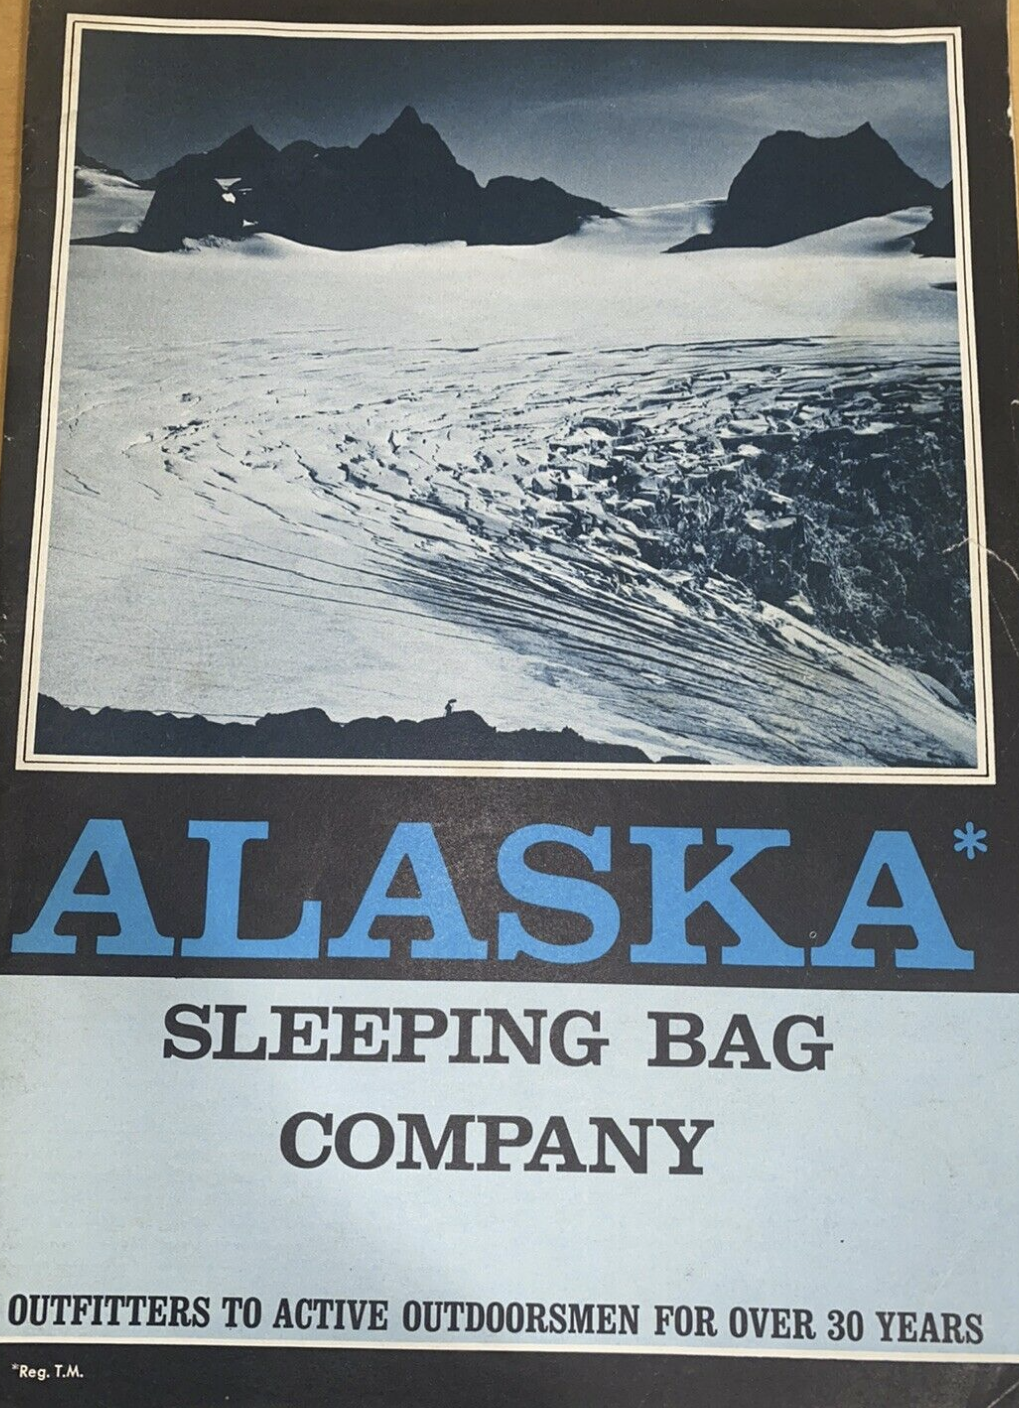 ALASKA*
SLEEPING BAG
COMPANY
OUTFITTERS TO ACTIVE OUTDOORSMEN FOR OVER 30 YEARS
*Reg. T.M.